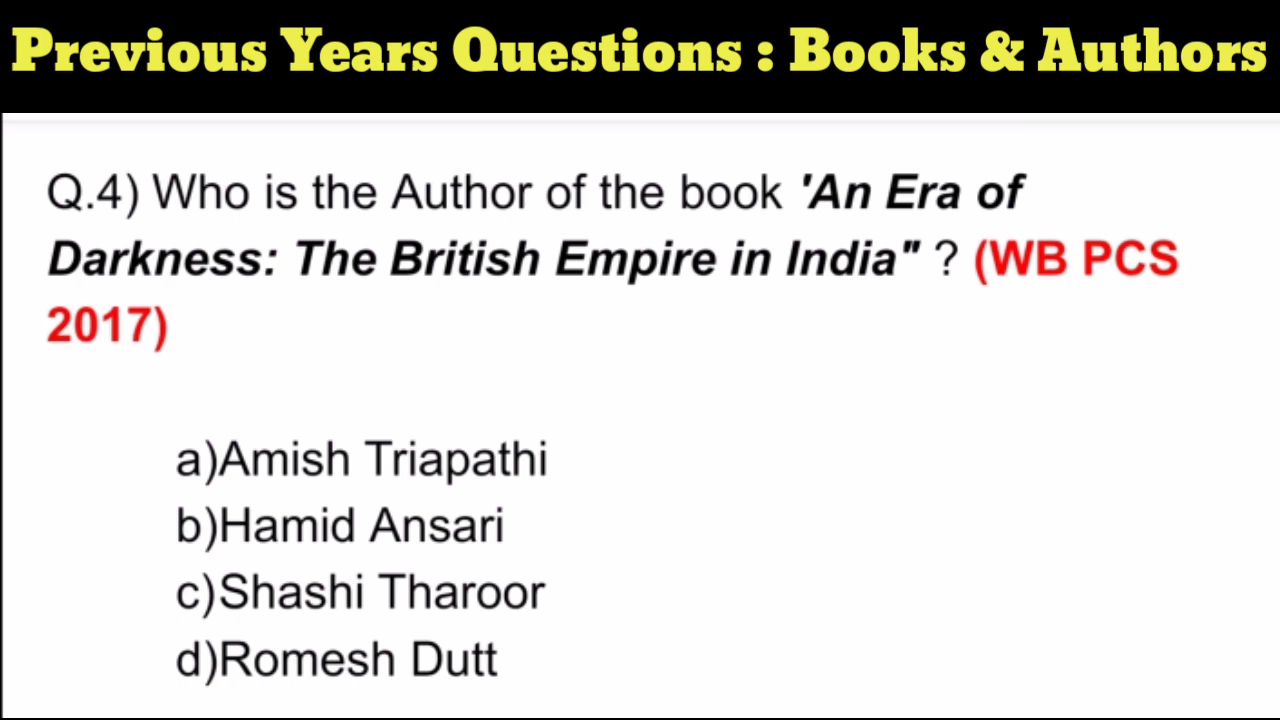 Previous Years Questions : Books & Authors
Q.4) Who is the Author of the book 'An Era of
Darkness: The British Empire in India" ? (WB PCS
2017)
a)Amish Triapathi
b)Hamid Ansari
c)Shashi Tharoor
d)Romesh Dutt